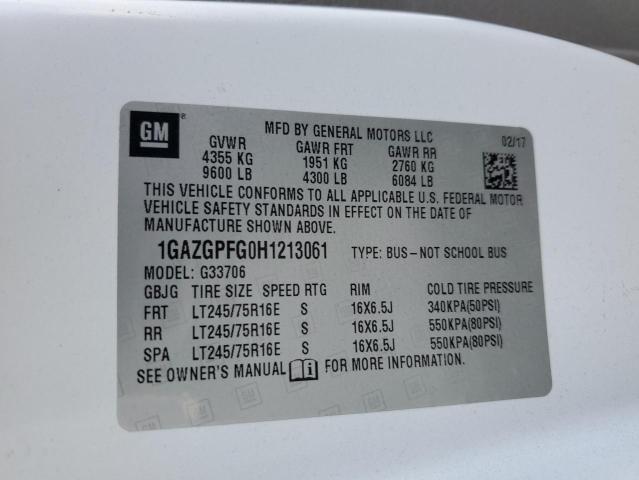 GM ®
MFD BY GENERAL MOTORS LLC 02/17
GVWR GAWR FRT GAWR RR
4355 KG 1951 KG 2760 KG
9600 LB 4300 LB 6084 LB
THIS VEHICLE CONFORMS TO ALL APPLICABLE U.S. FEDERAL MOTOR
VEHICLE SAFETY STANDARDS IN EFFECT ON THE DATE OF
MANUFACTURE SHOWN ABOVE.
1GAZGPFG0H1213061 TYPE: BUS-NOT SCHOOL BUS
MODEL: G33706
GBJG TIRE SIZE SPEED RTG RIM COLD TIRE PRESSURE
FRT LT245/75R16E S 16X6.5J 340KPA(50PSI)
RR LT245/75R16E S 16X6.5J 550KPA(80PSI)
SPA LT245/75R16E S 16X6.5J 550KPA(80PSI)
SEE OWNER'S MANUAL FOR MORE INFORMATION.